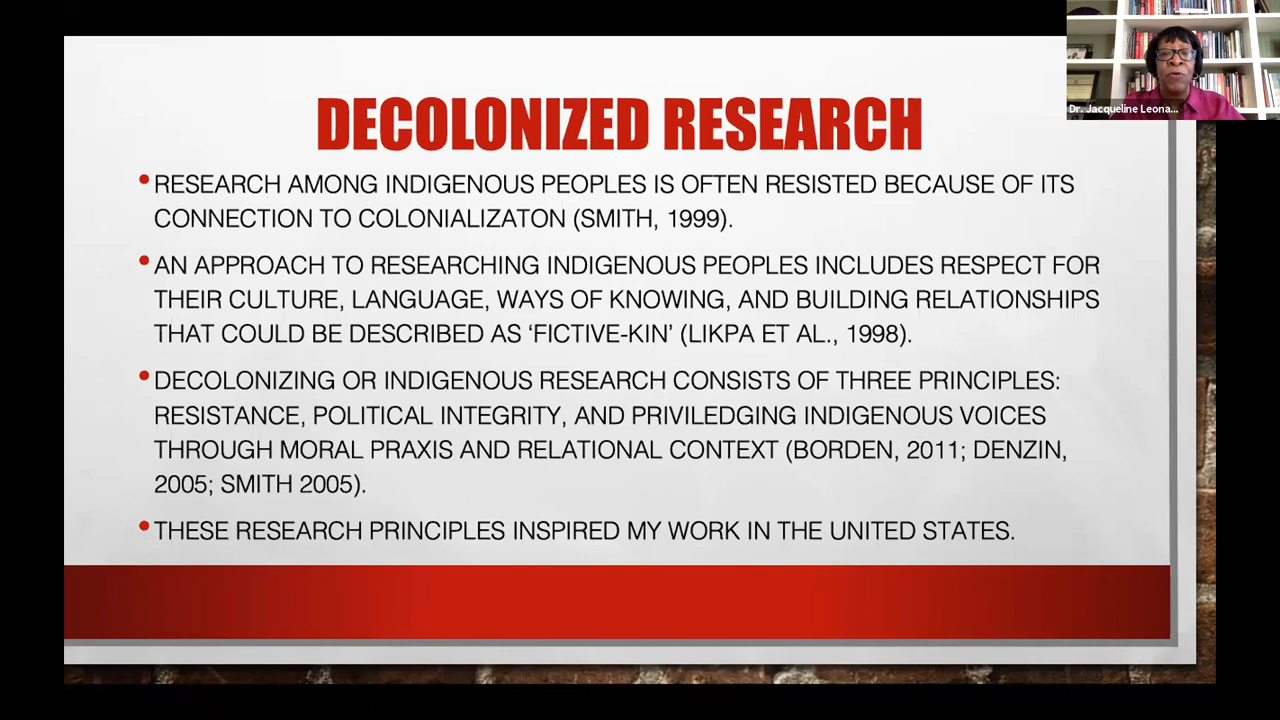 Dr. Jacqueline Leona...
DECOLONIZED RESEARCH
•RESEARCH AMONG INDIGENOUS PEOPLES IS OFTEN RESISTED BECAUSE OF ITS
CONNECTION TO COLONIALIZATON (SMITH, 1999).
•AN APPROACH TO RESEARCHING INDIGENOUS PEOPLES INCLUDES RESPECT FOR
THEIR CULTURE, LANGUAGE, WAYS OF KNOWING, AND BUILDING RELATIONSHIPS
THAT COULD BE DESCRIBED AS ‘FICTIVE-KIN’ (LIKPA ET AL., 1998).
•DECOLONIZING OR INDIGENOUS RESEARCH CONSISTS OF THREE PRINCIPLES:
RESISTANCE, POLITICAL INTEGRITY, AND PRIVILEDGING INDIGENOUS VOICES
THROUGH MORAL PRAXIS AND RELATIONAL CONTEXT (BORDEN, 2011; DENZIN,
2005; SMITH 2005).
•THESE RESEARCH PRINCIPLES INSPIRED MY WORK IN THE UNITED STATES.